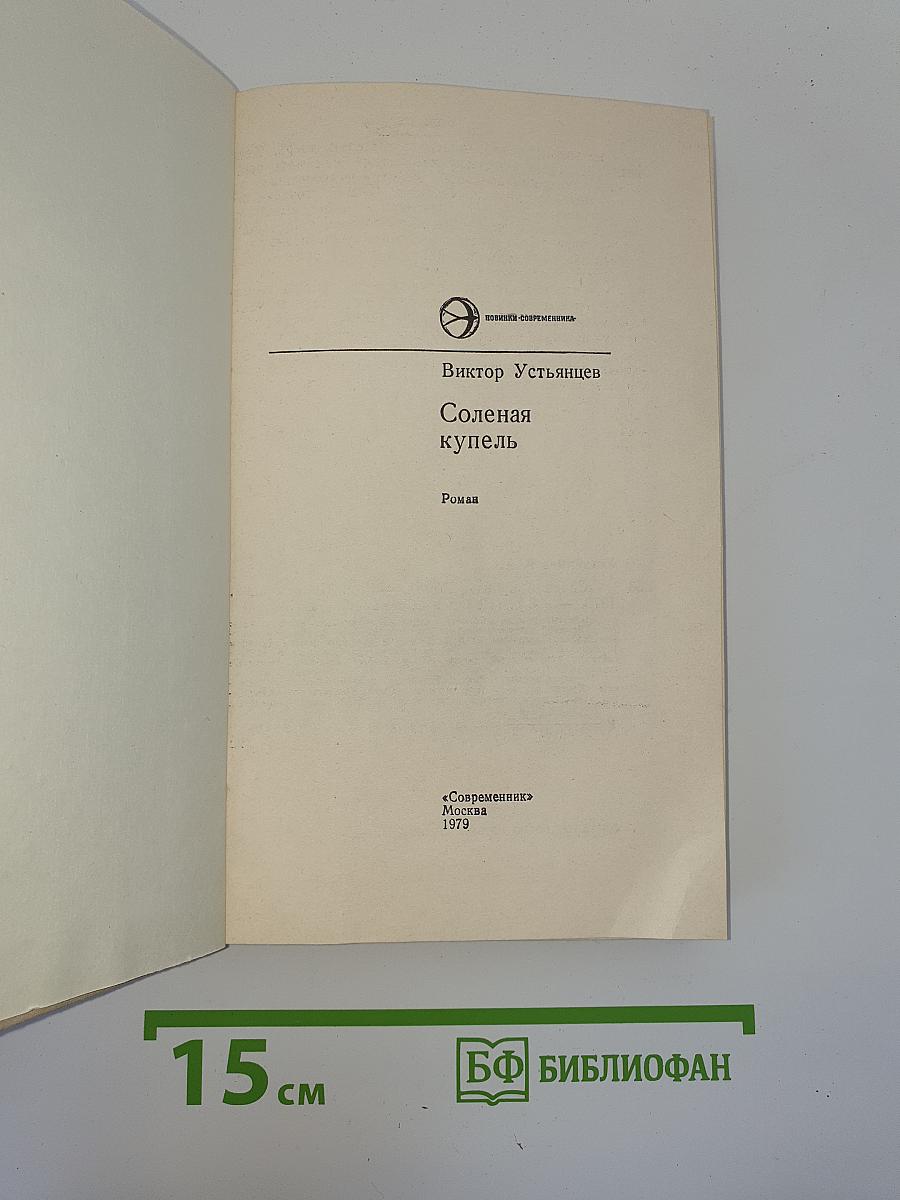 НОВИНКИ «СОВРЕМЕННИКА»
Виктор Устьянцев
Соленая
купель
Роман
«Современник»
Москва
1979
15 см
БФ БИБЛИОФАН